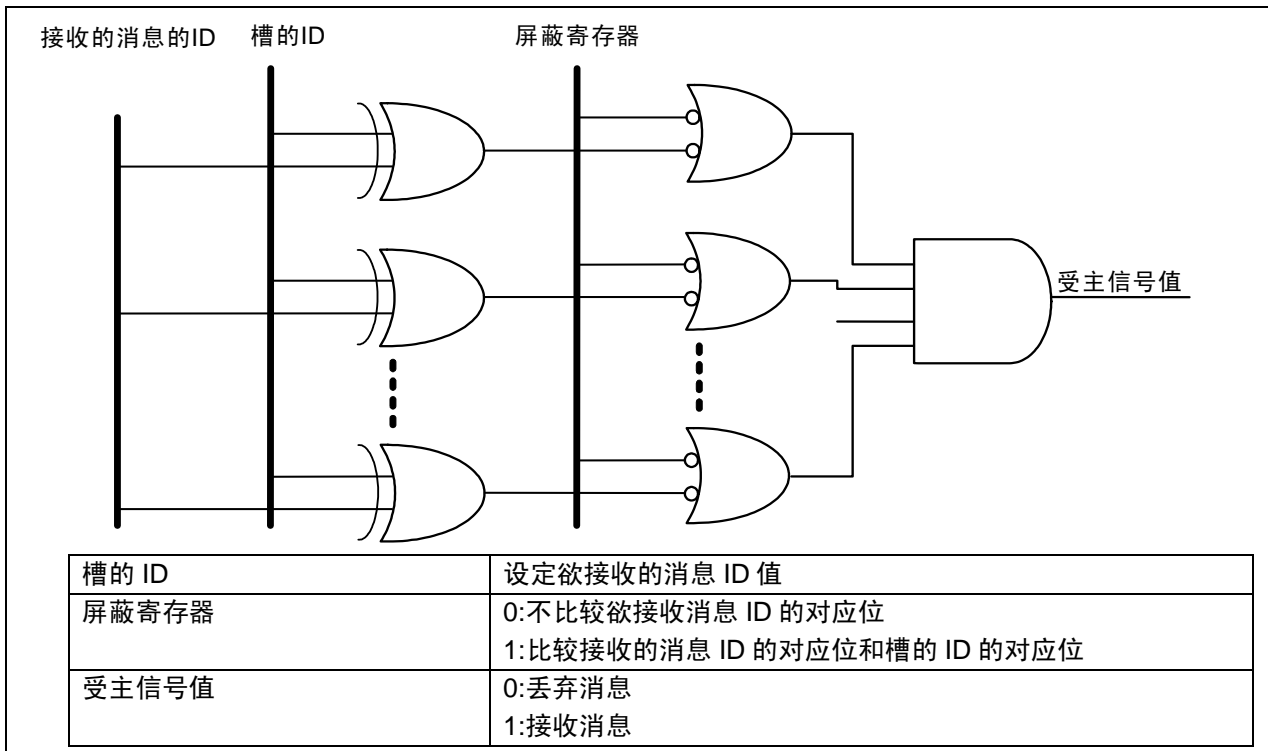 接收的消息的ID 槽的ID 屏蔽寄存器
受主信号值
槽的 ID 设定欲接收的消息 ID 值
屏蔽寄存器 0:不比较欲接收消息 ID 的对应位
1:比较接收的消息 ID 的对应位和槽的 ID 的对应位
受主信号值 0:丢弃消息
1:接收消息